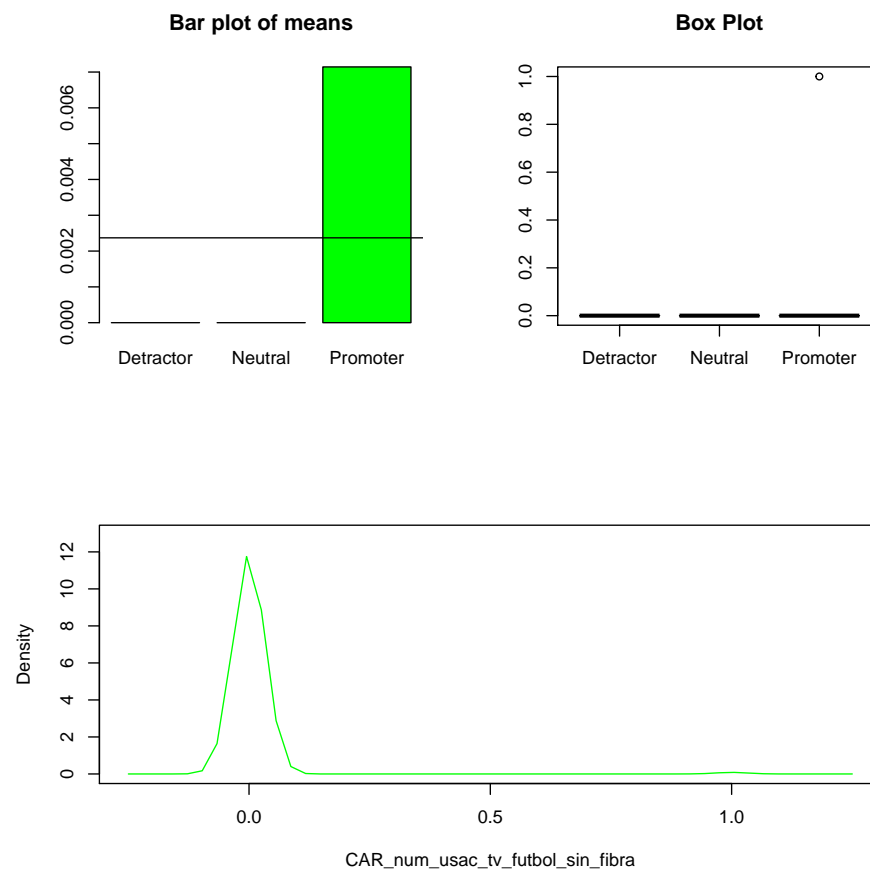 Bar plot of means
0.000 0.002 0.004 0.006
Detractor Neutral Promoter
Box Plot
0.0 0.2 0.4 0.6 0.8 1.0
Detractor Neutral Promoter
Density
0 2 4 6 8 10 12
0.0 0.5 1.0
CAR_num_usac_tv_futbol_sin_fibra